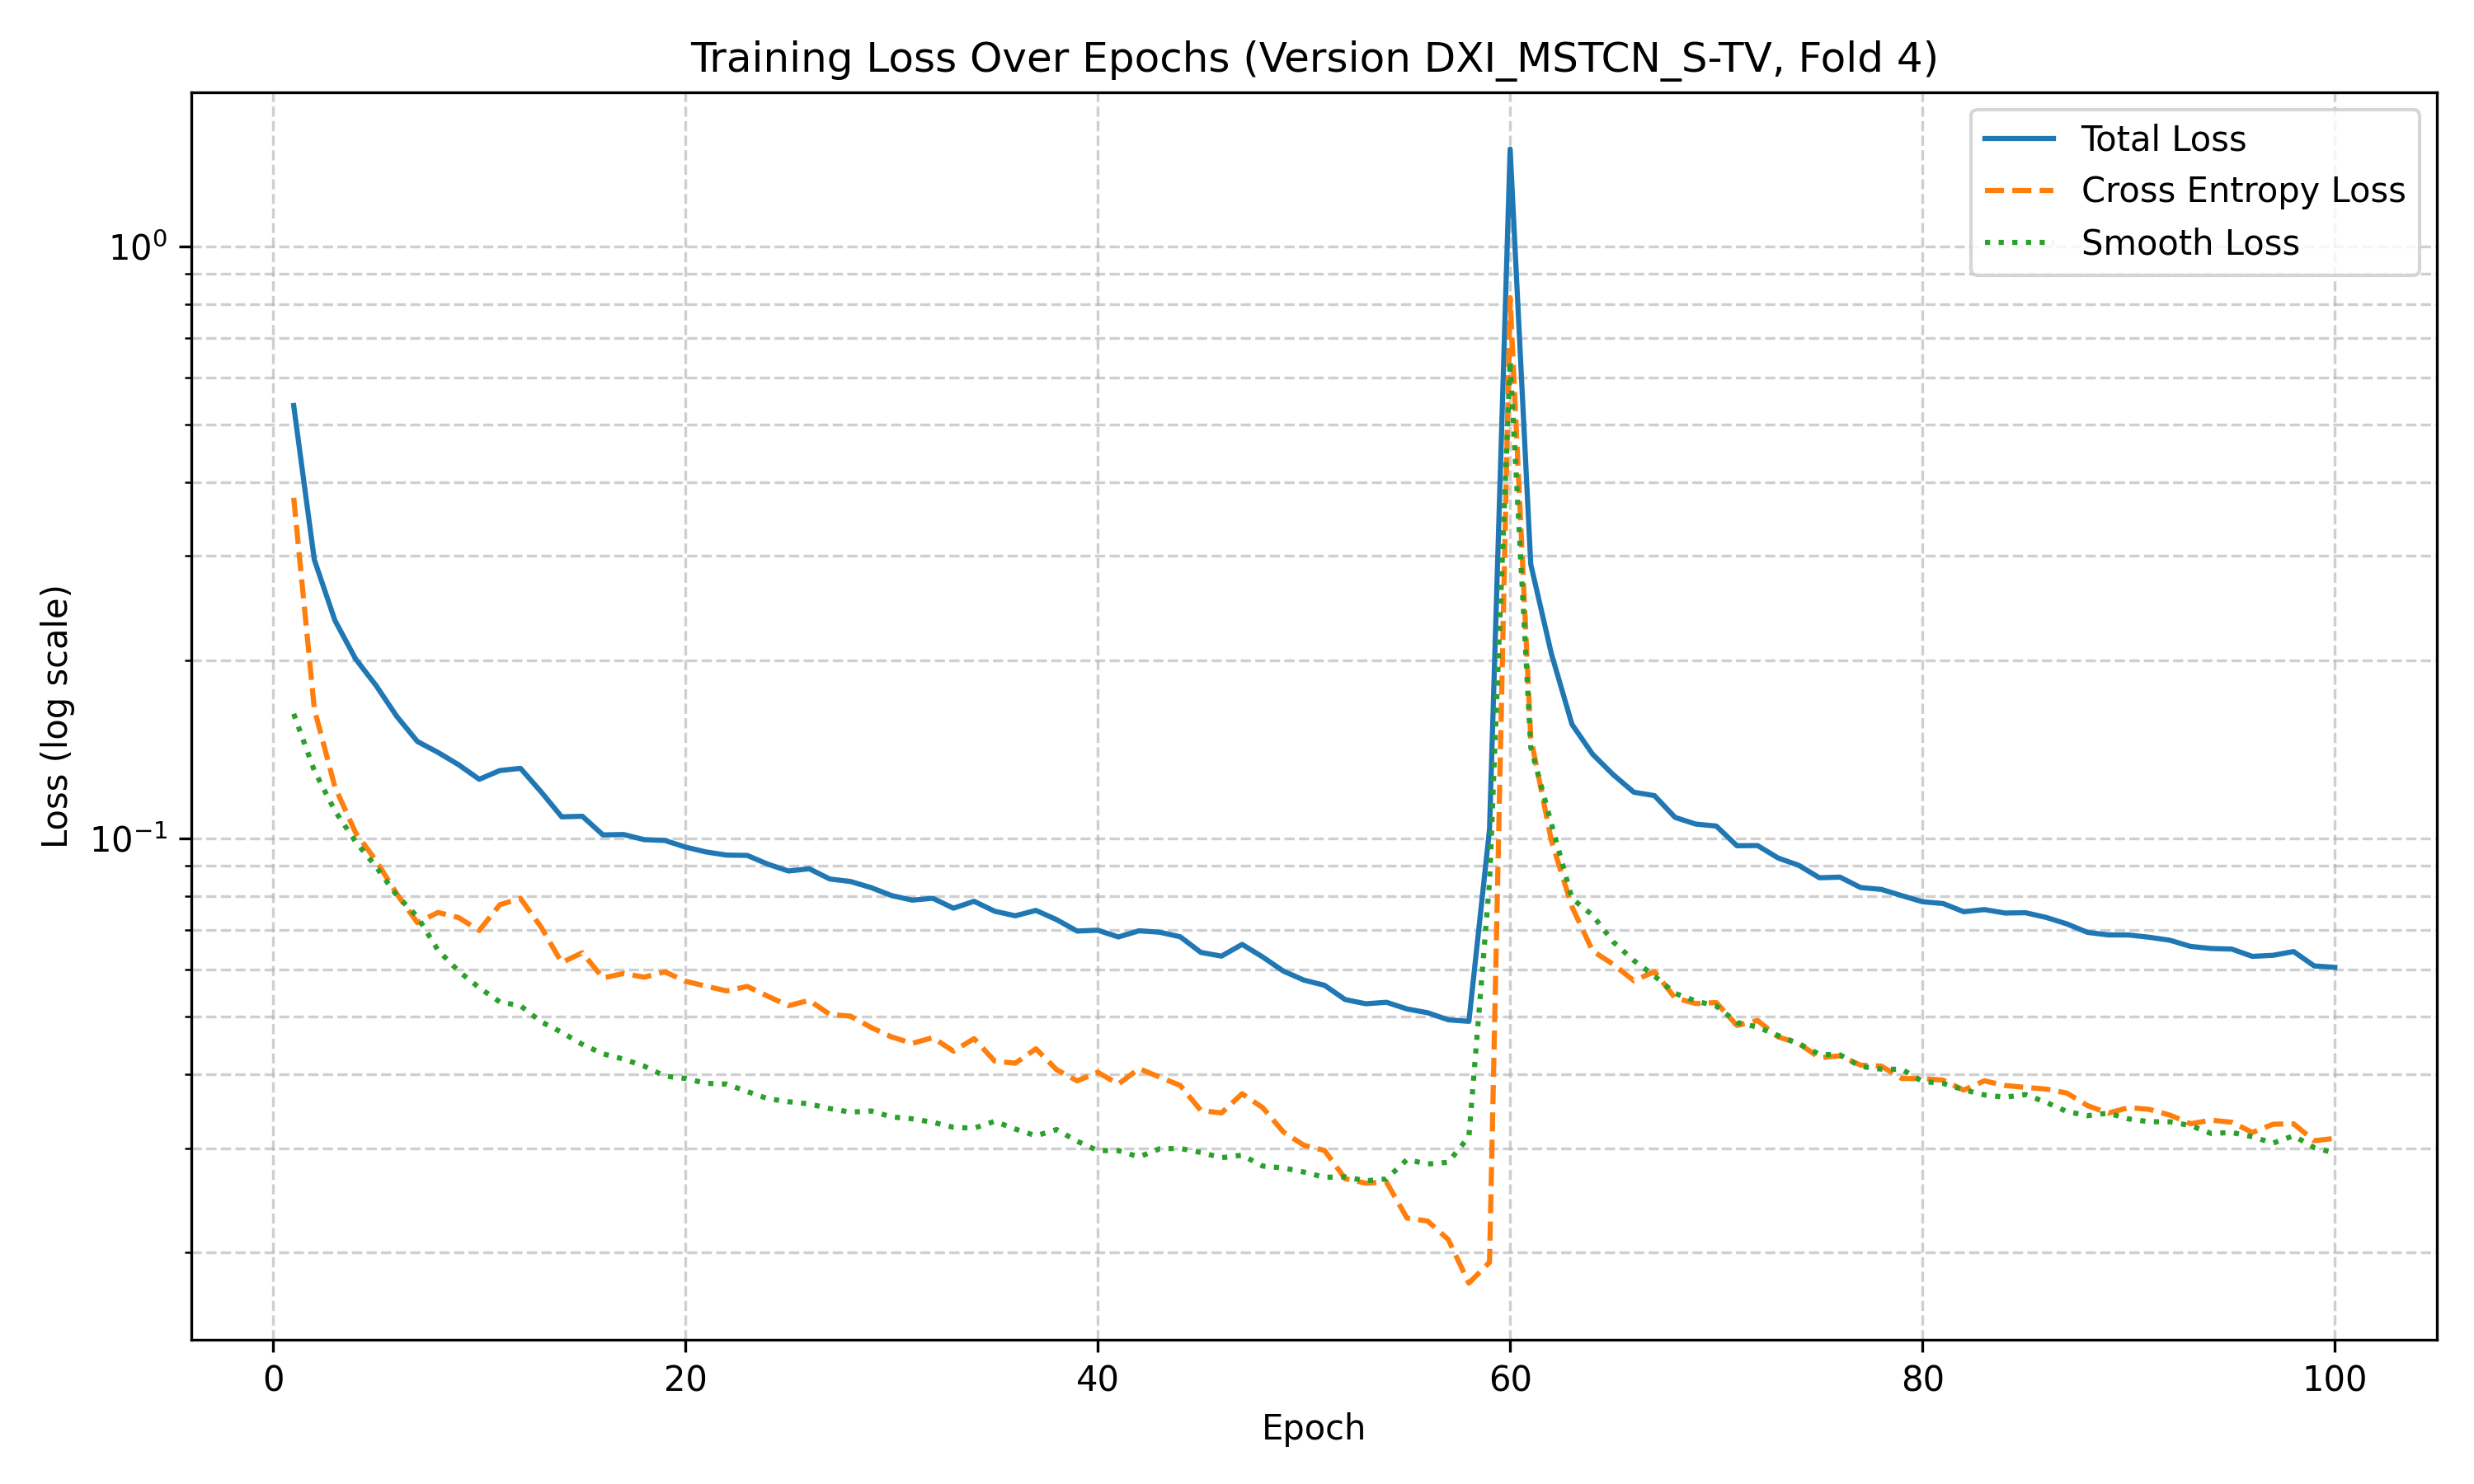 Training Loss Over Epochs (Version DXI_MSTCN_S-TV, Fold 4)
Total Loss
Cross Entropy Loss
Smooth Loss
Loss (log scale)
10⁰
10⁻¹
0 20 40 60 80 100
Epoch